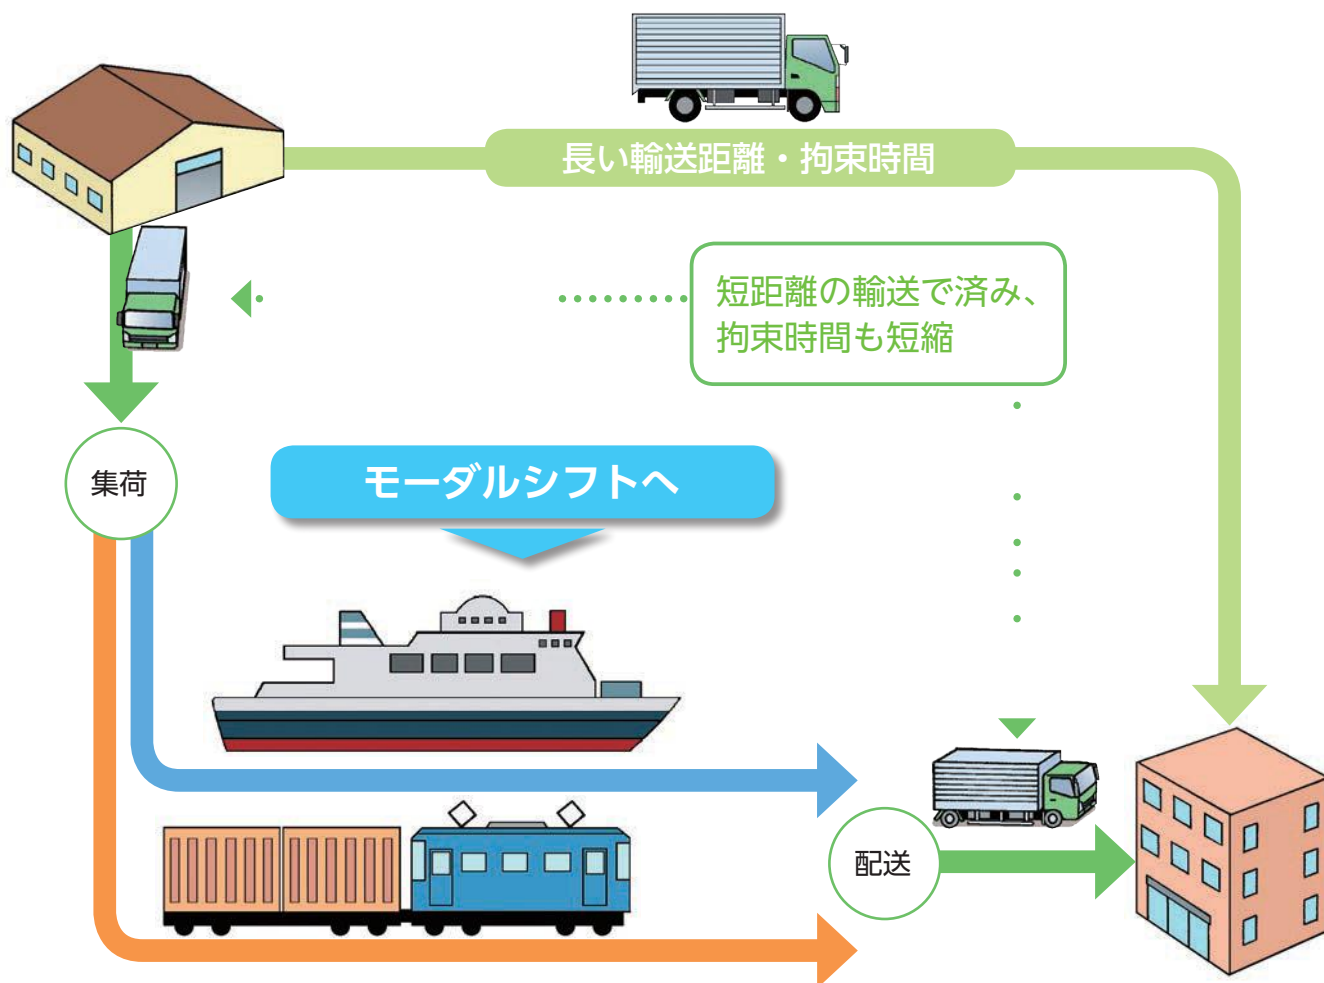 長い輸送距離・拘束時間
短距離の輸送で済み、
拘束時間も短縮
集荷
モーダルシフトへ
配送